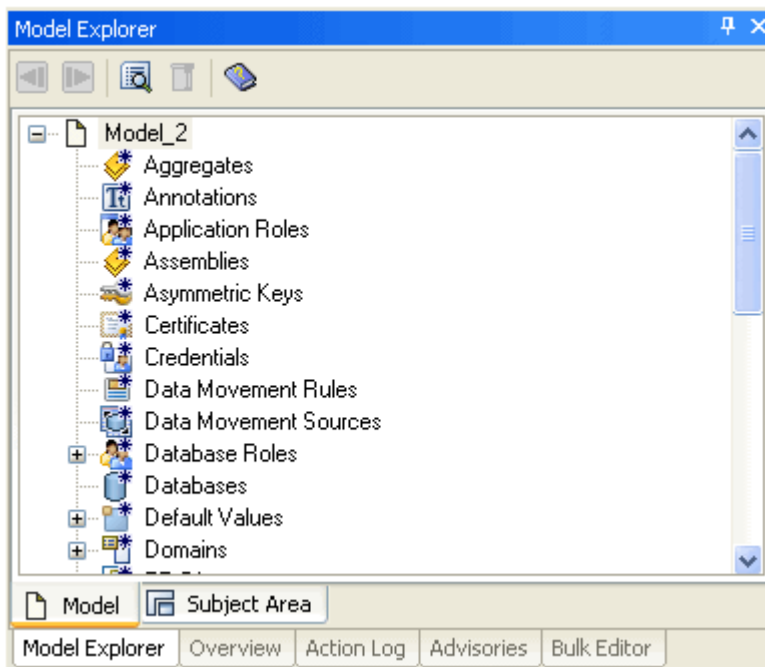 Model Explorer
Model_2
Aggregates
Annotations
Application Roles
Assemblies
Asymmetric Keys
Certificates
Credentials
Data Movement Rules
Data Movement Sources
Database Roles
Databases
Default Values
Domains
Model Subject Area
Model Explorer Overview Action Log Advisories Bulk Editor